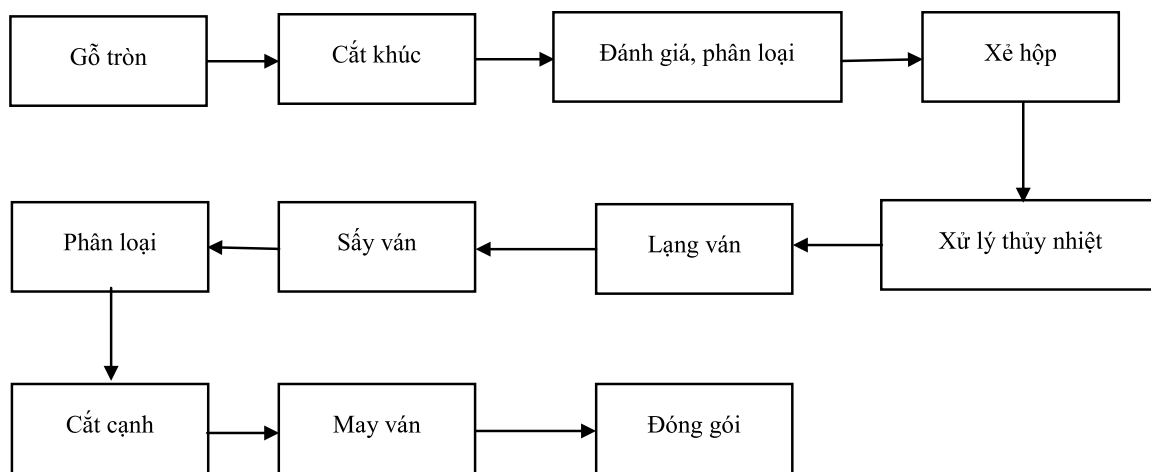 Gỗ tròn
Cắt khúc
Đánh giá, phân loại
Xẻ hộp
Xử lý thủy nhiệt
Lạng ván
Sấy ván
Phân loại
Cắt cạnh
May ván
Đóng gói